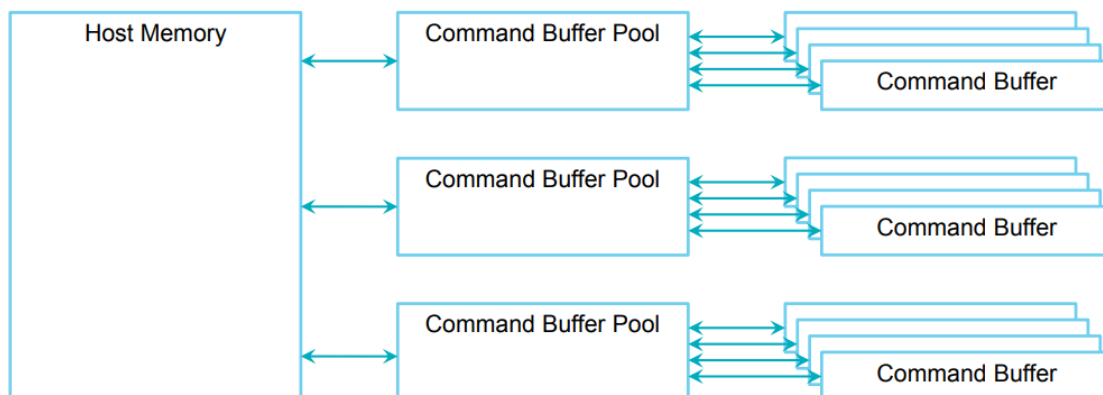 Host Memory
Command Buffer Pool
Command Buffer
Command Buffer Pool
Command Buffer
Command Buffer Pool
Command Buffer